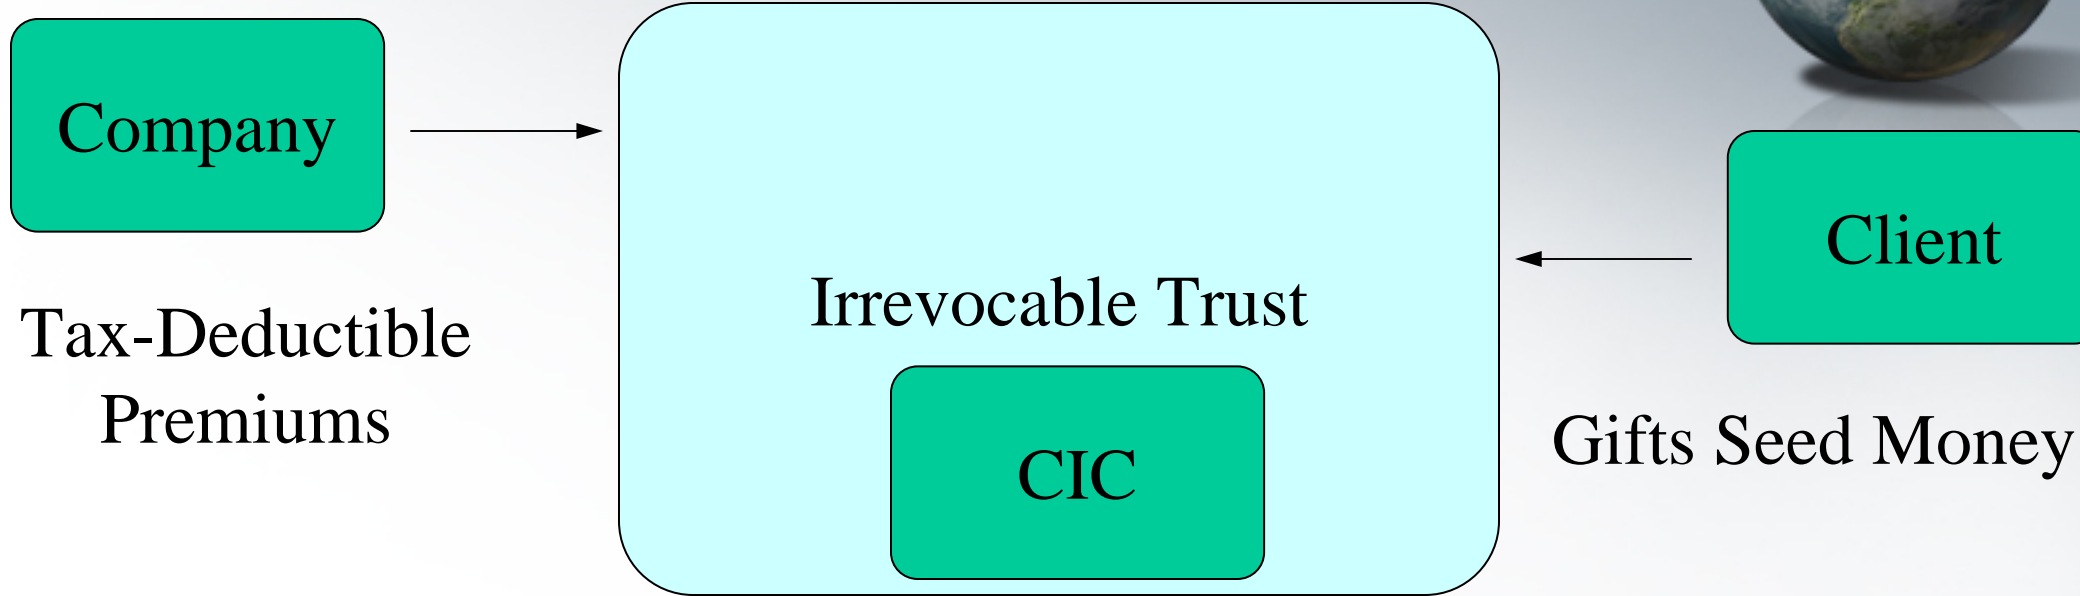 Company
Tax-Deductible
Premiums
Irrevocable Trust
CIC
Client
Gifts Seed Money